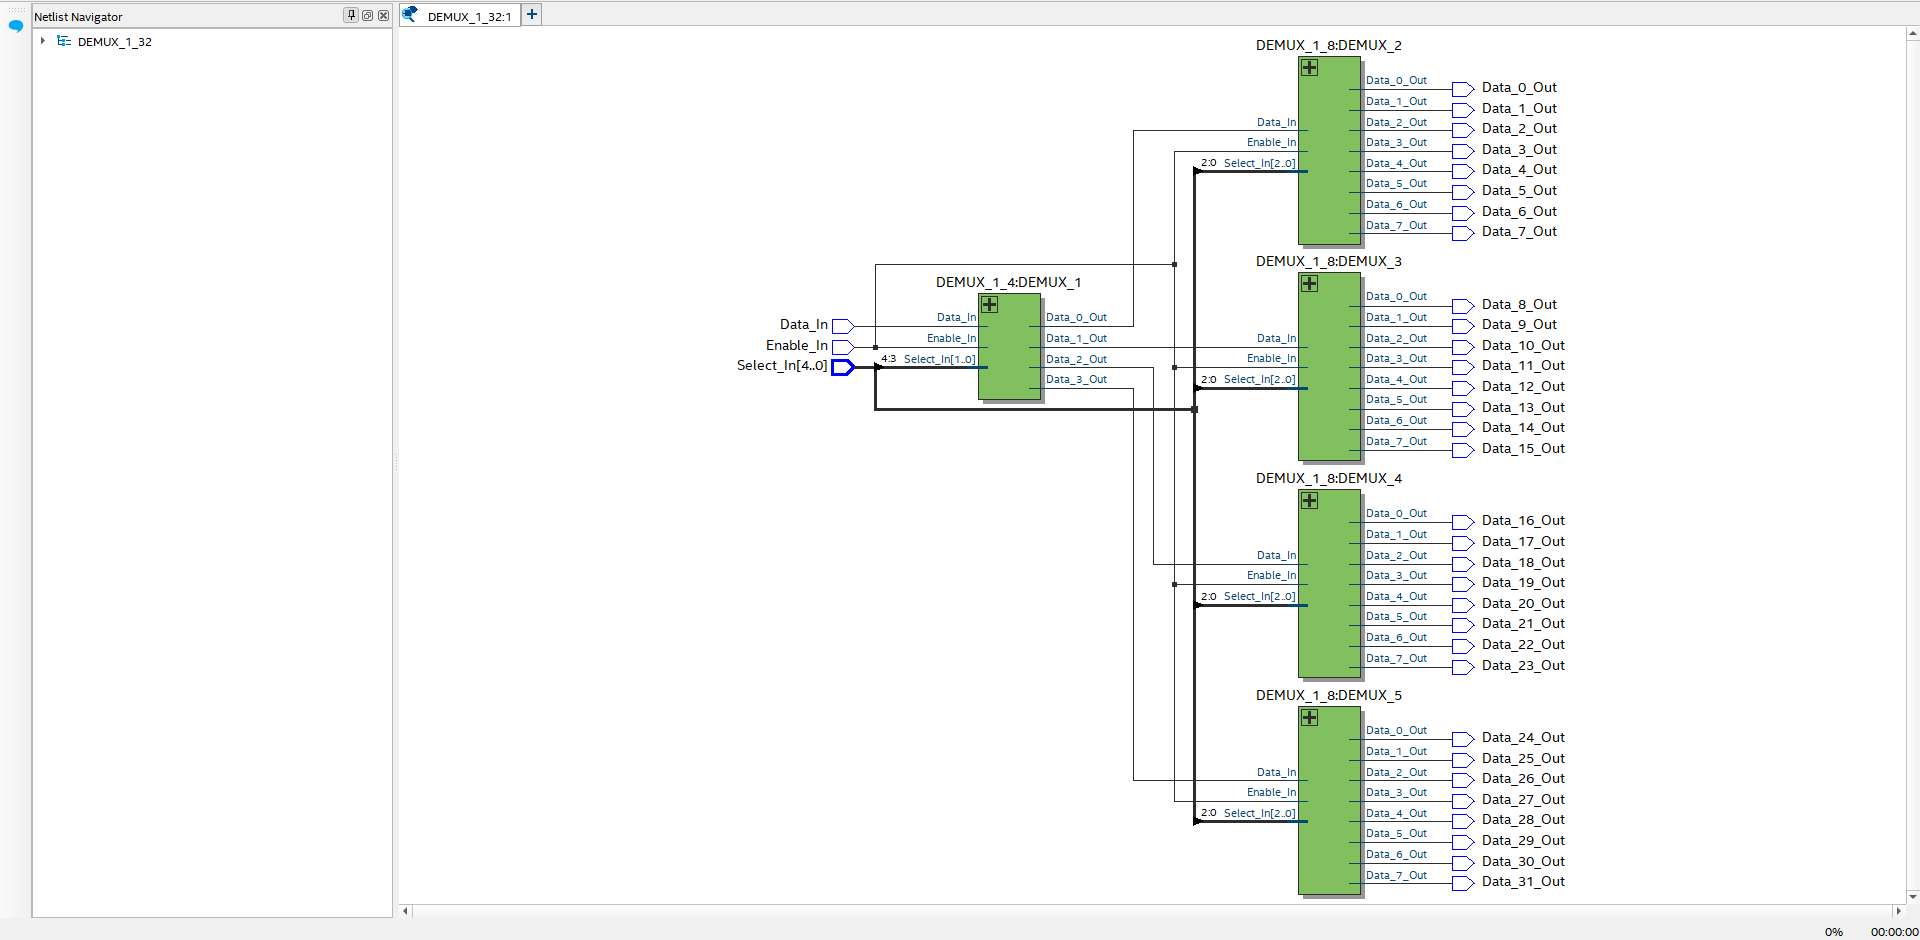 Netlist Navigator
DEMUX_1_32
DEMUX_1_32:1
Data_In
Enable_In
Select_In[4..0]
DEMUX_1_4:DEMUX_1
Data_In
Enable_In
4:3 Select_In[1..0]
Data_0_Out
Data_1_Out
Data_2_Out
Data_3_Out
DEMUX_1_8:DEMUX_2
Data_In
Enable_In
2:0 Select_In[2..0]
Data_0_Out Data_0_Out
Data_1_Out Data_1_Out
Data_2_Out Data_2_Out
Data_3_Out Data_3_Out
Data_4_Out Data_4_Out
Data_5_Out Data_5_Out
Data_6_Out Data_6_Out
Data_7_Out Data_7_Out
DEMUX_1_8:DEMUX_3
Data_In
Enable_In
2:0 Select_In[2..0]
Data_0_Out Data_8_Out
Data_1_Out Data_9_Out
Data_2_Out Data_10_Out
Data_3_Out Data_11_Out
Data_4_Out Data_12_Out
Data_5_Out Data_13_Out
Data_6_Out Data_14_Out
Data_7_Out Data_15_Out
DEMUX_1_8:DEMUX_4
Data_In
Enable_In
2:0 Select_In[2..0]
Data_0_Out Data_16_Out
Data_1_Out Data_17_Out
Data_2_Out Data_18_Out
Data_3_Out Data_19_Out
Data_4_Out Data_20_Out
Data_5_Out Data_21_Out
Data_6_Out Data_22_Out
Data_7_Out Data_23_Out
DEMUX_1_8:DEMUX_5
Data_In
Enable_In
2:0 Select_In[2..0]
Data_0_Out Data_24_Out
Data_1_Out Data_25_Out
Data_2_Out Data_26_Out
Data_3_Out Data_27_Out
Data_4_Out Data_28_Out
Data_5_Out Data_29_Out
Data_6_Out Data_30_Out
Data_7_Out Data_31_Out
0% 00:00:00